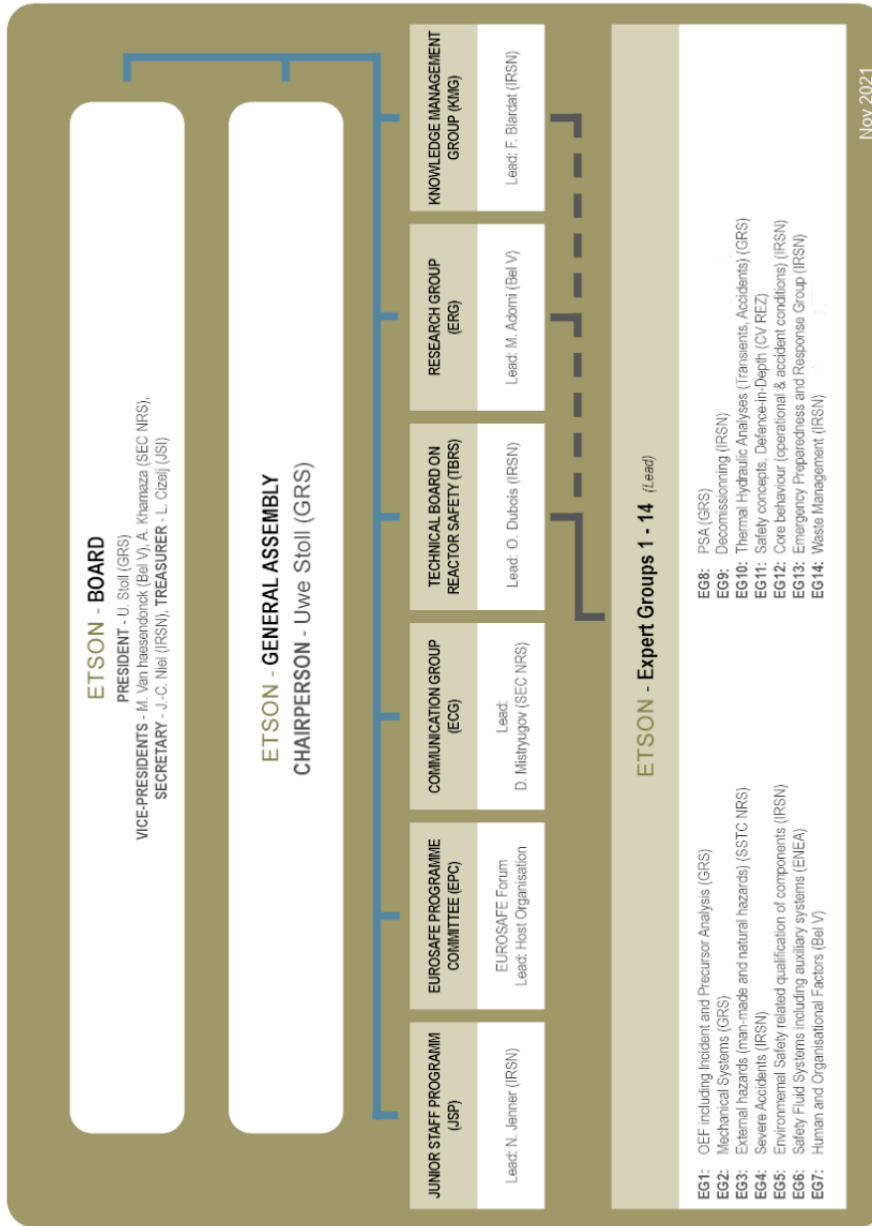 ETSON - BOARD
PRESIDENT - U. Stoll (GRS)
VICE-PRESIDENTS - M. Van haesendonck (Bel V), A. Khamaza (SEC NRS),
SECRETARY - J.-C. Niel (IRSN), TREASURER - L. Cizelj (JSI)
ETSON - GENERAL ASSEMBLY
CHAIRPERSON - Uwe Stoll (GRS)
JUNIOR STAFF PROGRAMM
(JSP)
Lead: N. Jenner (IRSN)
EUROSAFE PROGRAMME
COMMITTEE (EPC)
EUROSAFE Forum
Lead: Host Organisation
COMMUNICATION GROUP
(ECG)
Lead:
D. Mistryugov (SEC NRS)
TECHNICAL BOARD ON
REACTOR SAFETY (TBRS)
Lead: O. Dubois (IRSN)
RESEARCH GROUP
(ERG)
Lead: M. Adorni (Bel V)
KNOWLEDGE MANAGEMENT
GROUP (KMG)
Lead: F. Blardat (IRSN)
ETSON - Expert Groups 1 - 14 (Lead)
EG1: OEF including Incident and Precursor Analysis (GRS)
EG2: Mechanical Systems (GRS)
EG3: External hazards (man-made and natural hazards) (SSTC NRS)
EG4: Severe Accidents (IRSN)
EG5: Environnemal Safety related qualification of components (IRSN)
EG6: Safety Fluid Systems including auxiliary systems (ENEA)
EG7: Human and Organisational Factors (Bel V)
EG8: PSA (GRS)
EG9: Decomissionning (IRSN)
EG10: Thermal Hydraulic Analyses (Transients, Accidents) (GRS)
EG11: Safety concepts, Defence-in-Depth (CV REZ)
EG12: Core behaviour (operational & accident conditions) (IRSN)
EG13: Emergency Preparedness and Response Group (IRSN)
EG14: Waste Management (IRSN)
Nov 2021